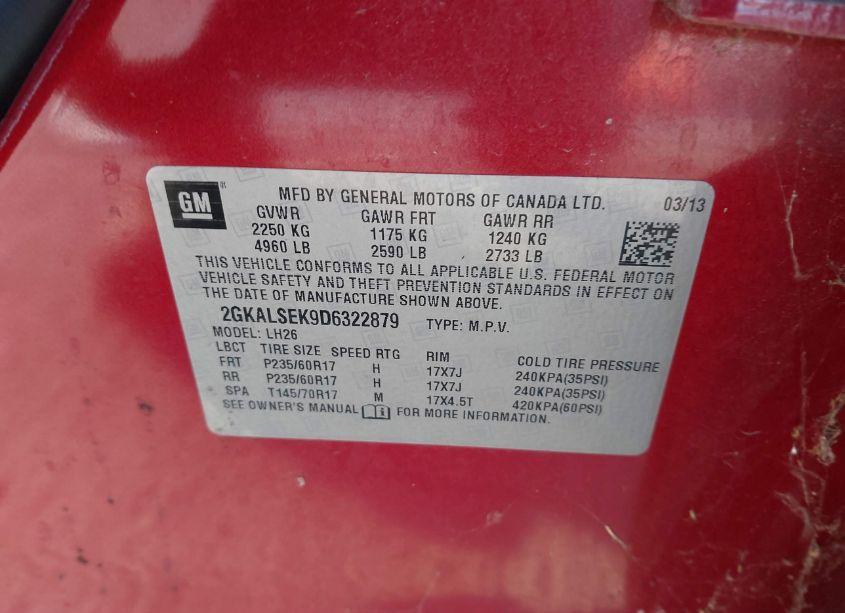 GM ®
MFD BY GENERAL MOTORS OF CANADA LTD. 03/13
GVWR GAWR FRT GAWR RR
2250 KG 1175 KG 1240 KG
4960 LB 2590 LB 2733 LB
THIS VEHICLE CONFORMS TO ALL APPLICABLE U.S. FEDERAL MOTOR
VEHICLE SAFETY AND THEFT PREVENTION STANDARDS IN EFFECT ON
THE DATE OF MANUFACTURE SHOWN ABOVE.
2GKALSEK9D6322879 TYPE: M.P.V.
MODEL: LH26
LBCT TIRE SIZE SPEED RTG RIM COLD TIRE PRESSURE
FRT P235/60R17 H 17X7J 240KPA(35PSI)
RR P235/60R17 H 17X7J 240KPA(35PSI)
SPA T145/70R17 M 17X4.5T 420KPA(60PSI)
SEE OWNER'S MANUAL FOR MORE INFORMATION.